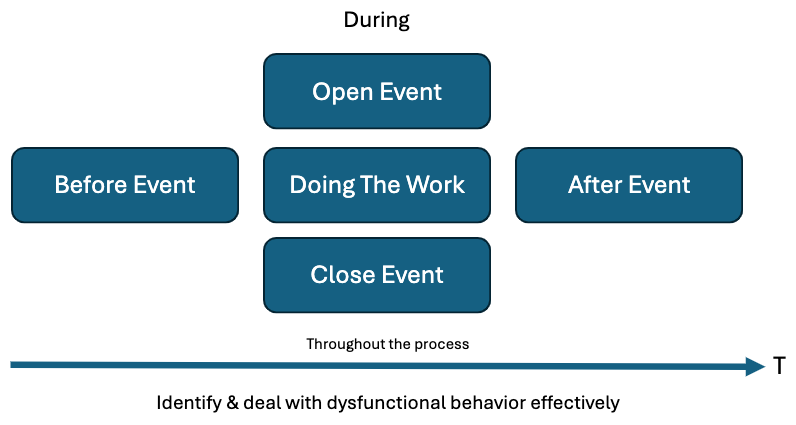 During
Open Event
Before Event
Doing The Work
After Event
Close Event
Throughout the process
T
Identify & deal with dysfunctional behavior effectively